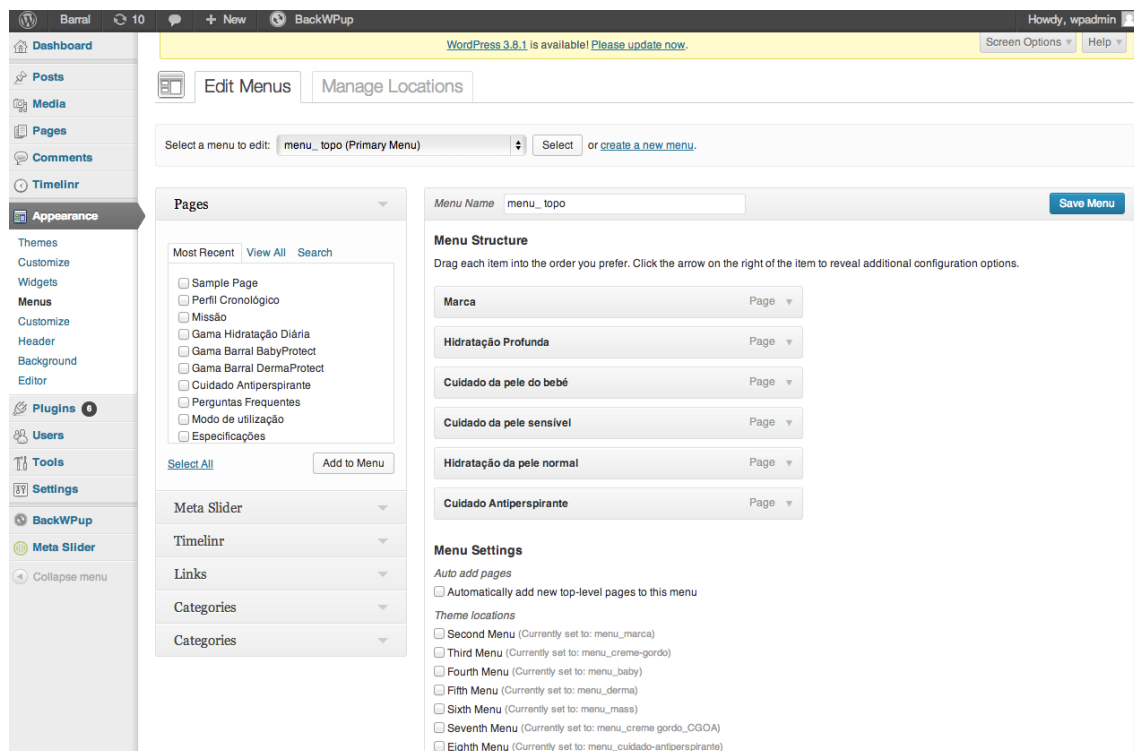 Barral 10 + New BackWPup Howdy, wpadmin
WordPress 3.8.1 is available! Please update now.
Screen Options Help
Dashboard
Posts
Media
Pages
Comments
Timelinr
Appearance
Themes
Customize
Widgets
Menus
Customize
Header
Background
Editor
Plugins 6
Users
Tools
Settings
BackWPup
Meta Slider
Collapse menu
Edit Menus Manage Locations
Select a menu to edit: menu_ topo (Primary Menu) Select or create a new menu.
Pages
Most Recent View All Search
Sample Page
Perfil Cronológico
Missão
Gama Hidratação Diária
Gama Barral BabyProtect
Gama Barral DermaProtect
Cuidado Antiperspirante
Perguntas Frequentes
Modo de utilização
Especificações
Select All Add to Menu
Meta Slider
Timelinr
Links
Categories
Categories
Menu Name menu_ topo Save Menu
Menu Structure
Drag each item into the order you prefer. Click the arrow on the right of the item to reveal additional configuration options.
Marca Page
Hidratação Profunda Page
Cuidado da pele do bebé Page
Cuidado da pele sensível Page
Hidratação da pele normal Page
Cuidado Antiperspirante Page
Menu Settings
Auto add pages
Automatically add new top-level pages to this menu
Theme locations
Second Menu (Currently set to: menu_marca)
Third Menu (Currently set to: menu_creme-gordo)
Fourth Menu (Currently set to: menu_baby)
Fifth Menu (Currently set to: menu_derma)
Sixth Menu (Currently set to: menu_mass)
Seventh Menu (Currently set to: menu_creme gordo_CGOA)
Eighth Menu (Currently set to: menu_cuidado-antiperspirante)